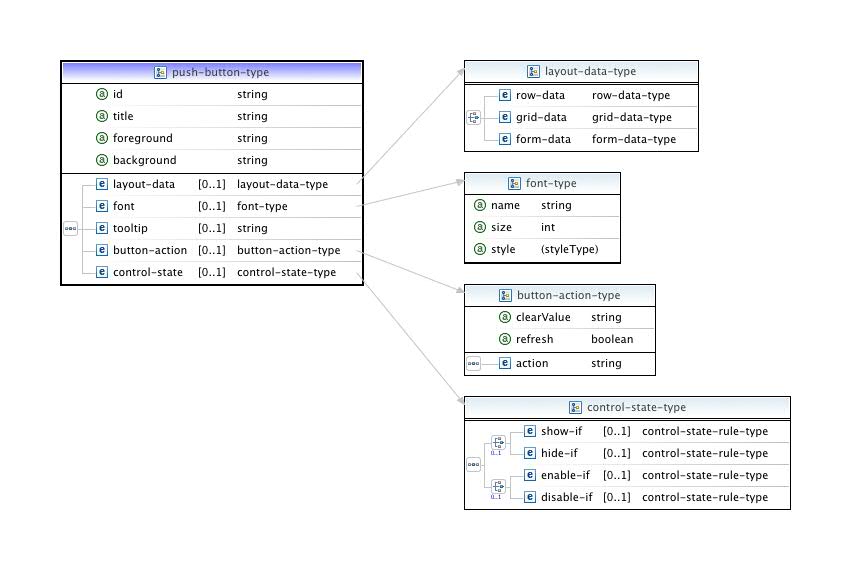 push-button-type
a id string
a title string
a foreground string
a background string
e layout-data [0..1] layout-data-type
e font [0..1] font-type
e tooltip [0..1] string
e button-action [0..1] button-action-type
e control-state [0..1] control-state-type
layout-data-type
e row-data row-data-type
e grid-data grid-data-type
e form-data form-data-type
font-type
a name string
a size int
a style (styleType)
button-action-type
a clearValue string
a refresh boolean
e action string
control-state-type
e show-if [0..1] control-state-rule-type
0..1
e hide-if [0..1] control-state-rule-type
e enable-if [0..1] control-state-rule-type
0..1
e disable-if [0..1] control-state-rule-type